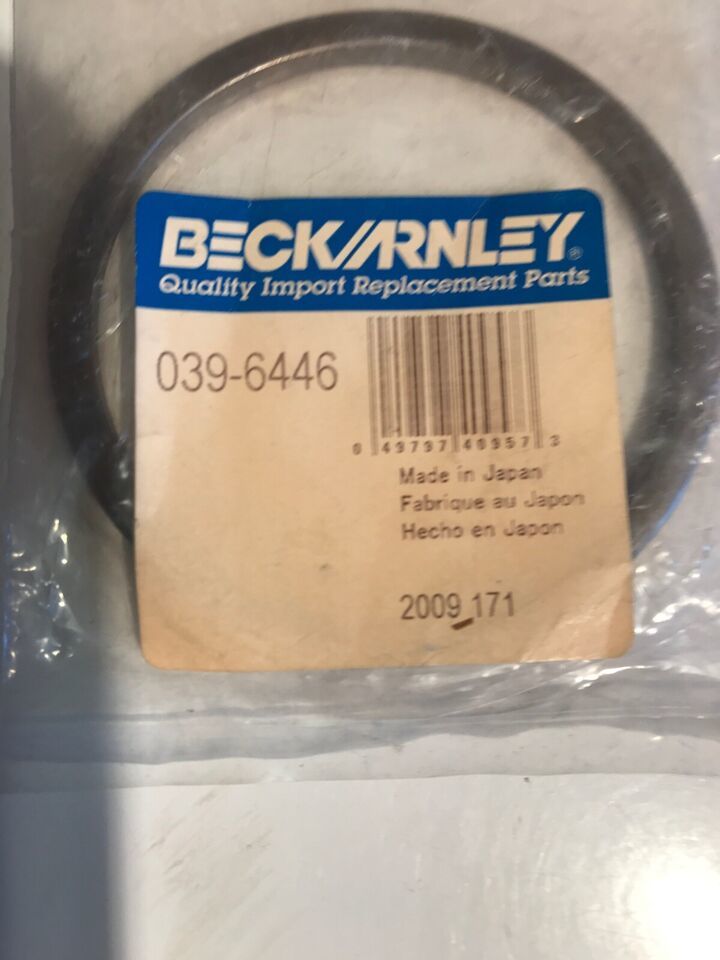 BECK/ARNLEY®
Quality Import Replacement Parts
039-6446
0 49797 40957 3
Made in Japan
Fabrique au Japon
Hecho en Japon
2009 171